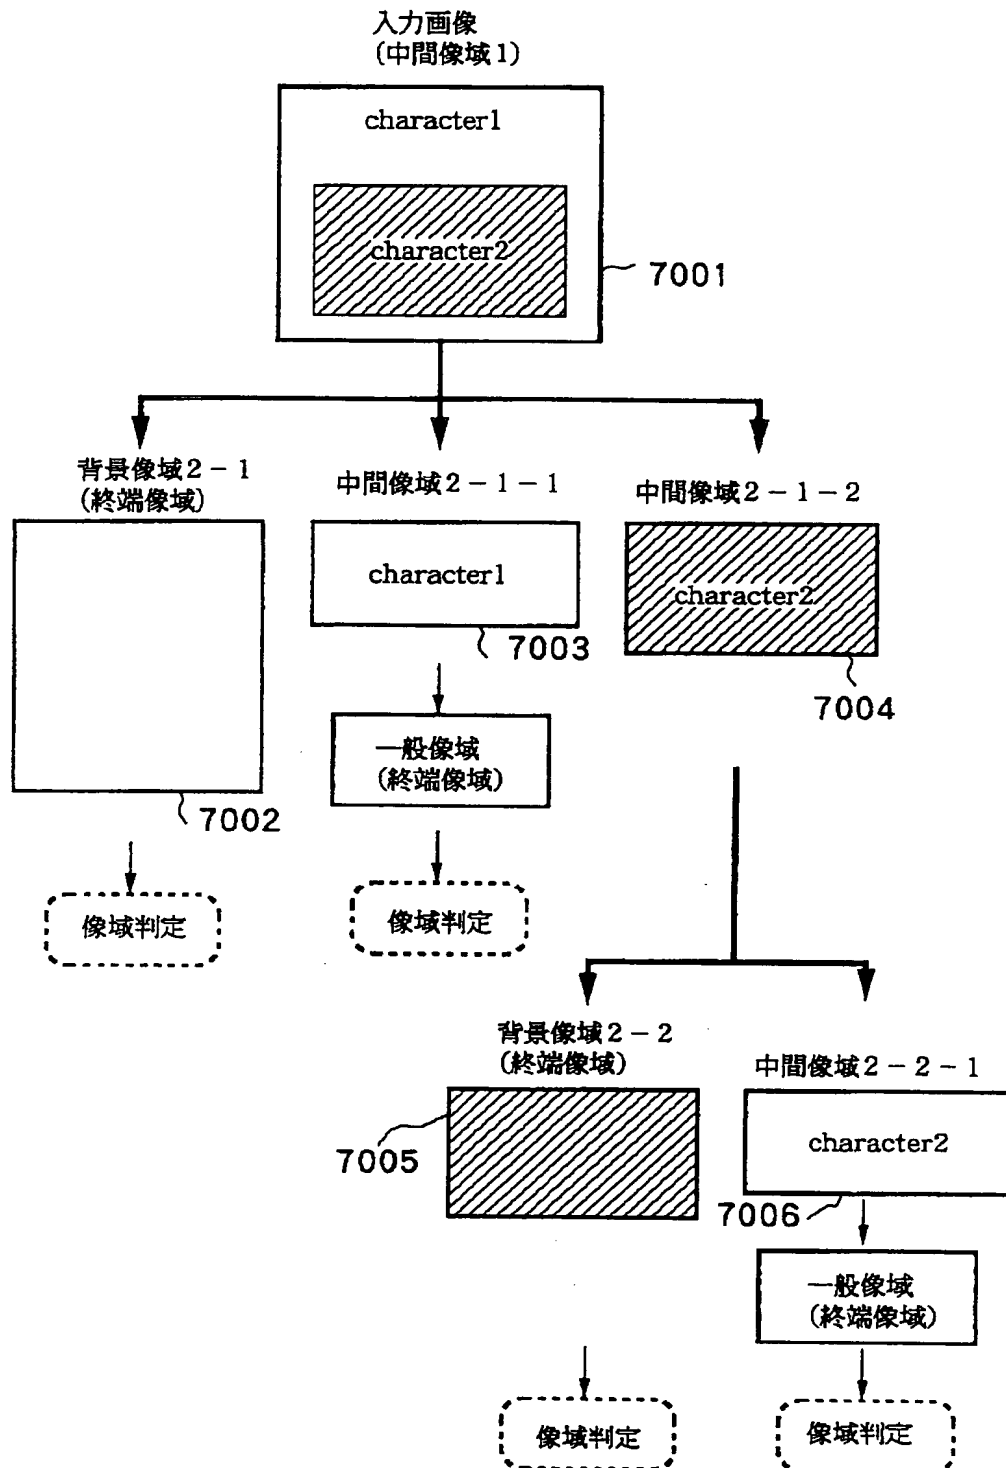 入力画像
(中間像域1)
character1
character2
7001
背景像域2-1
(終端像域)
7002
像域判定
中間像域2-1-1
character1
7003
一般像域
(終端像域)
像域判定
中間像域2-1-2
character2
7004
背景像域2-2
(終端像域)
7005
像域判定
中間像域2-2-1
character2
7006
一般像域
(終端像域)
像域判定